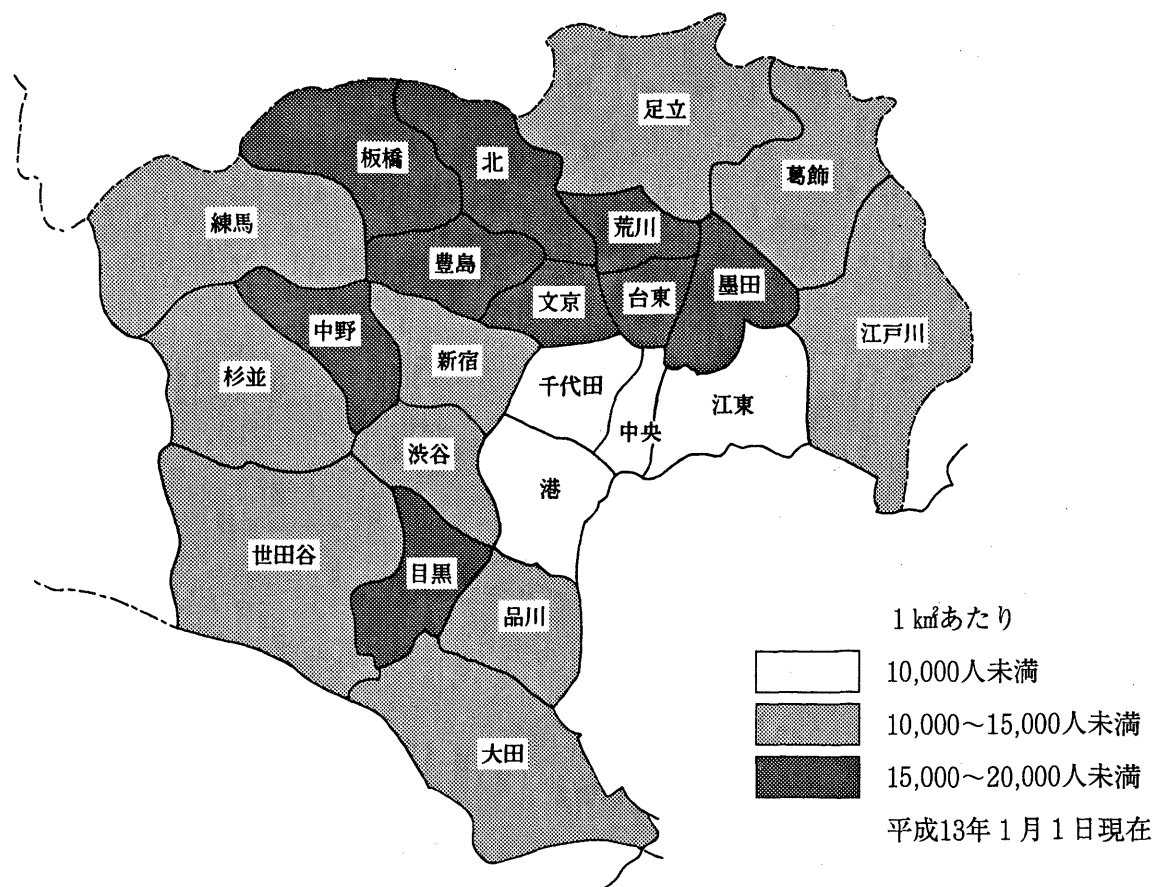 足立
板橋
北
葛飾
練馬
荒川
豊島
墨田
台東
文京
中野
江戸川
新宿
杉並
千代田
江東
中央
渋谷
港
世田谷
目黒
品川
大田
1㎢あたり
10,000人未満
10,000～15,000人未満
15,000～20,000人未満
平成13年1月1日現在